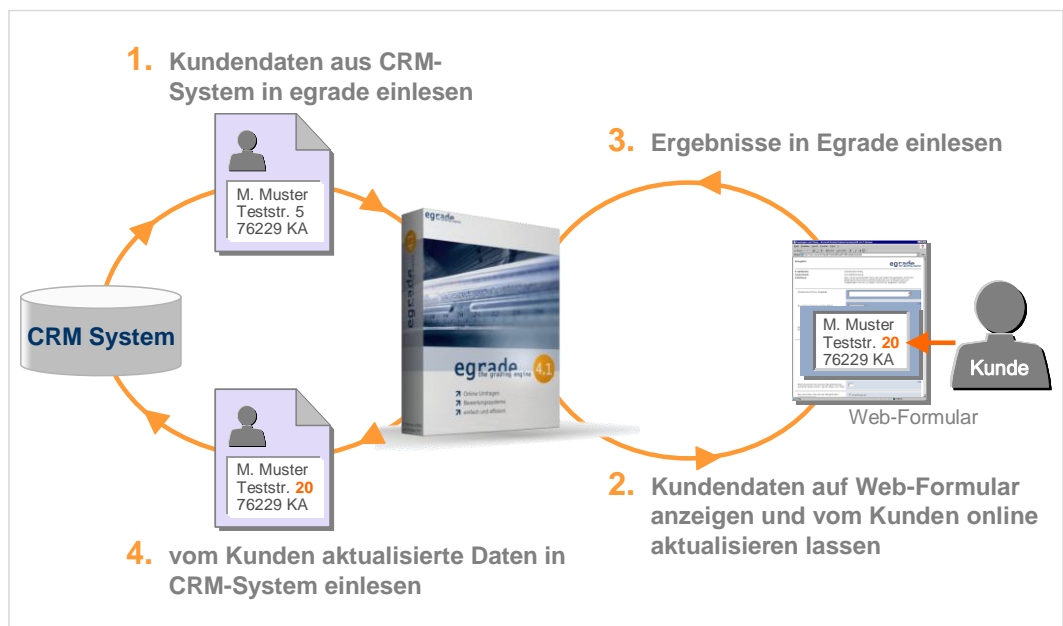 1. Kundendaten aus CRM-
System in egrade einlesen
M. Muster
Teststr. 5
76229 KA
3. Ergebnisse in Egrade einlesen
egrade
egrade
the grading engine
4.1
Online-Umfragen
Bewertungssysteme
einfach und effizient
CRM System
egrade
M. Muster
Teststr. 20
76229 KA
Kunde
Web-Formular
M. Muster
Teststr. 20
76229 KA
2. Kundendaten auf Web-Formular
anzeigen und vom Kunden online
aktualisieren lassen
4. vom Kunden aktualisierte Daten in
CRM-System einlesen